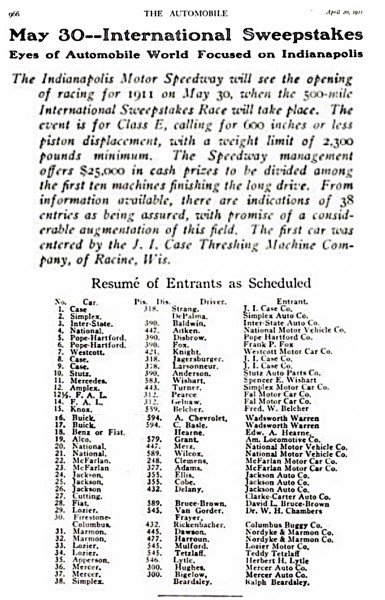 966 THE AUTOMOBILE April 20, 1911
May 30--International Sweepstakes
Eyes of Automobile World Focused on Indianapolis
The Indianapolis Motor Speedway will see the opening
of racing for 1911 on May 30, when the 500-mile
International Sweepstakes Race will take place. The
event is for Class E, calling for 600 inches or less
piston displacement, with a weight limit of 2,300
pounds minimum. The Speedway management
offers $25,000 in cash prizes to be divided among
the first ten machines finishing the long drive. From
information available, there are indications of 38
entries as being assured, with promise of a consid-
erable augmentation of this field. The first car was
entered by the J. I. Case Threshing Machine Com-
pany, of Racine, Wis.
Resumé of Entrants as Scheduled
No. Car. Pis. Dis. Driver. Entrant.
1. Case 318. Strang. J. I. Case Co.
2. Simplex. DePalma. Simplex Auto Co.
3. Inter-State. 390. Baldwin, Inter-State Auto Co.
4. National. 447. Aitken. National Motor Vehicle Co.
5. Pope-Hartford. 390. Disbrow. Pope Hartford Co.
6. Pope-Hartford. 390. Fox. Frank P. Fox
7. Westcott. 421. Knight. Westcott Motor Car Co.
8. Case. 318. Jagersburger. J. I. Case Co.
9. Case. 318. Larsonneur. J. I. Case Co.
10. Stutz. 390. Anderson. Stutz Auto Parts Co.
11. Mercedes. 583. Wishart. Spencer E. Wishart
12. Amplex. 443. Turner. Simplex Motor Car Co.
12½. F. A. L. 312. Pearce Fal Motor Car Co.
14. F. A. L. 312. Gelnaw. Fal Motor Car Co.
15. Knox. 559. Belcher. Fred. W. Belcher
16. Buick. 594. A. Chevrolet. Wadsworth Warren
17. Buick. 594. C. Basle. Wadsworth Warren
18. Benz or Fiat. Hearne. Edw. A. Hearne.
19. Alco. 579. Grant. Am. Locomotive Co.
20. National. 447. Merz. National Motor Vehicle Co.
21. National. 589. Wilcox. National Motor Vehicle Co.
22. McFarlan. 248. Clemens. McFarlan Motor Car Co.
23. McFarlan 377. Adams. McFarlan Motor Car Co.
24. Jackson. 355. Ellis. Jackson Auto Co.
25. Jackson. 355. Cobe. Jackson Auto Co.
26. Jackson 432. Delany. Jackson Auto Co.
27. Cutting. Clarke-Carter Auto Co.
28. Fiat. 589. Bruce-Brown. David L. Bruce-Brown
29. Lozier. 545. Van Gorder. Dr. W. H. Chambers
30. Firestone- Frayer,
Columbus. 432. Rickenbacher. Columbus Buggy Co.
31. Marmon. 445. Dawson. Nordyke & Marmon Co.
32. Marmon. 477. Harroun. Nordyke & Marmon Co.
33. Lozier. 545. Mulford. Lozier Motor Co.
34. Lozier. 545. Tetzlaff. Teddy Tetzlaff
35. Apperson. 546. Lytle. Herbert H. Lytle
36. Mercer. 300. Hughes. Mercer Auto Co.
37. Mercer. 300. Bigelow, Mercer Auto Co.
38. Simplex. Beardsley. Ralph Beardsley.